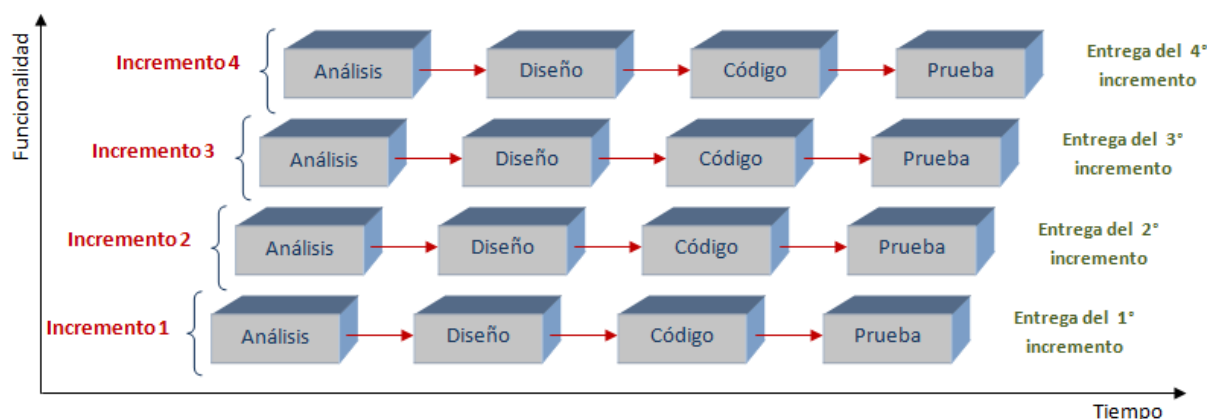 Funcionalidad
Incremento 4
Análisis
Diseño
Código
Prueba
Entrega del 4°
incremento
Incremento 3
Análisis
Diseño
Código
Prueba
Entrega del 3°
incremento
Incremento 2
Análisis
Diseño
Código
Prueba
Entrega del 2°
incremento
Incremento 1
Análisis
Diseño
Código
Prueba
Entrega del 1°
incremento
Tiempo